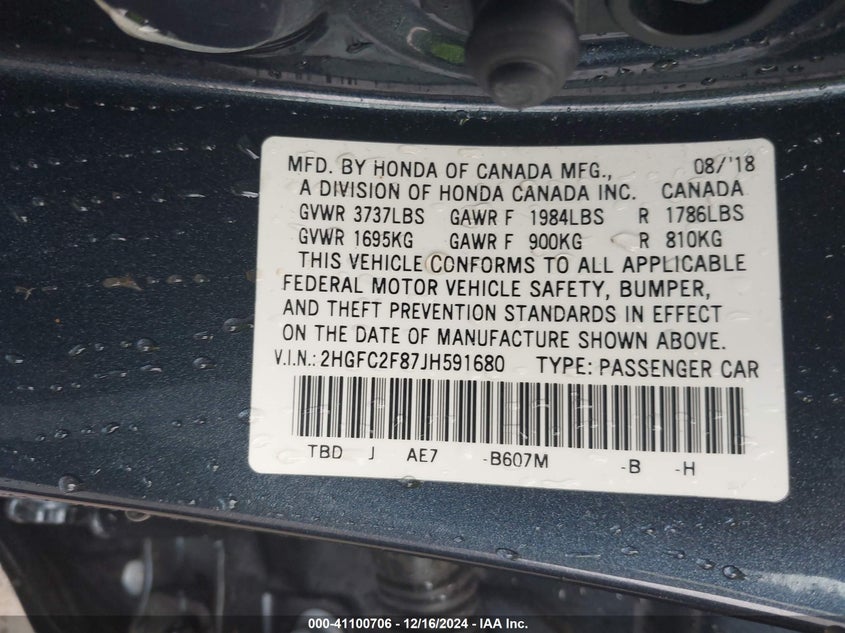 MFD. BY HONDA OF CANADA MFG., 08/'18
A DIVISION OF HONDA CANADA INC. CANADA
GVWR 3737LBS GAWR F 1984LBS R 1786LBS
GVWR 1695KG GAWR F 900KG R 810KG
THIS VEHICLE CONFORMS TO ALL APPLICABLE
FEDERAL MOTOR VEHICLE SAFETY, BUMPER,
AND THEFT PREVENTION STANDARDS IN EFFECT
ON THE DATE OF MANUFACTURE SHOWN ABOVE.
V.I.N.: 2HGFC2F87JH591680 TYPE: PASSENGER CAR
TBD J AE7 -B607M -B -H
000-41100706 - 12/16/2024 - IAA Inc.